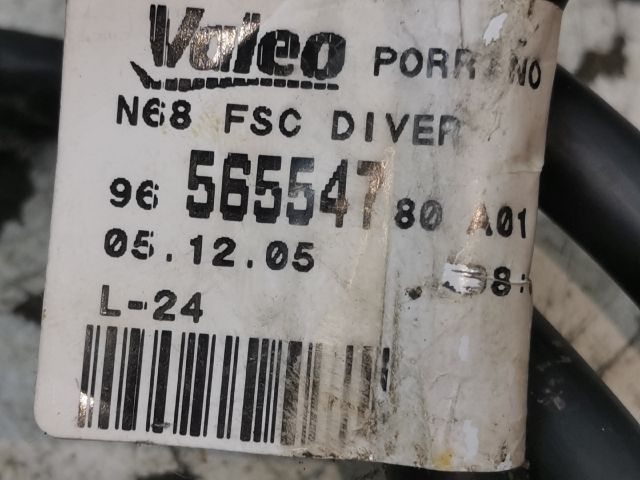 Valeo PORRINO
N68 FSC DIVER
96 565547 80 A01
05.12.05
L-24